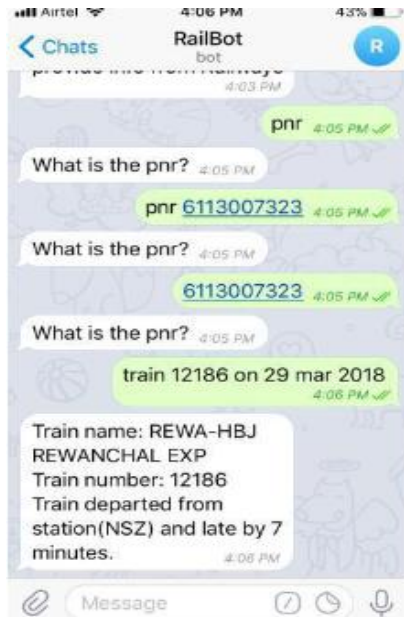 Airtel 4:06 PM 43%
Chats RailBot R
bot
provide info from Railways
4:03 PM
pnr 4:05 PM
What is the pnr? 4:05 PM
pnr 6113007323 4:05 PM
What is the pnr? 4:05 PM
6113007323 4:05 PM
What is the pnr? 4:05 PM
train 12186 on 29 mar 2018
4:06 PM
Train name: REWA-HBJ
REWANCHAL EXP
Train number: 12186
Train departed from
station(NSZ) and late by 7
minutes. 4:06 PM
Message